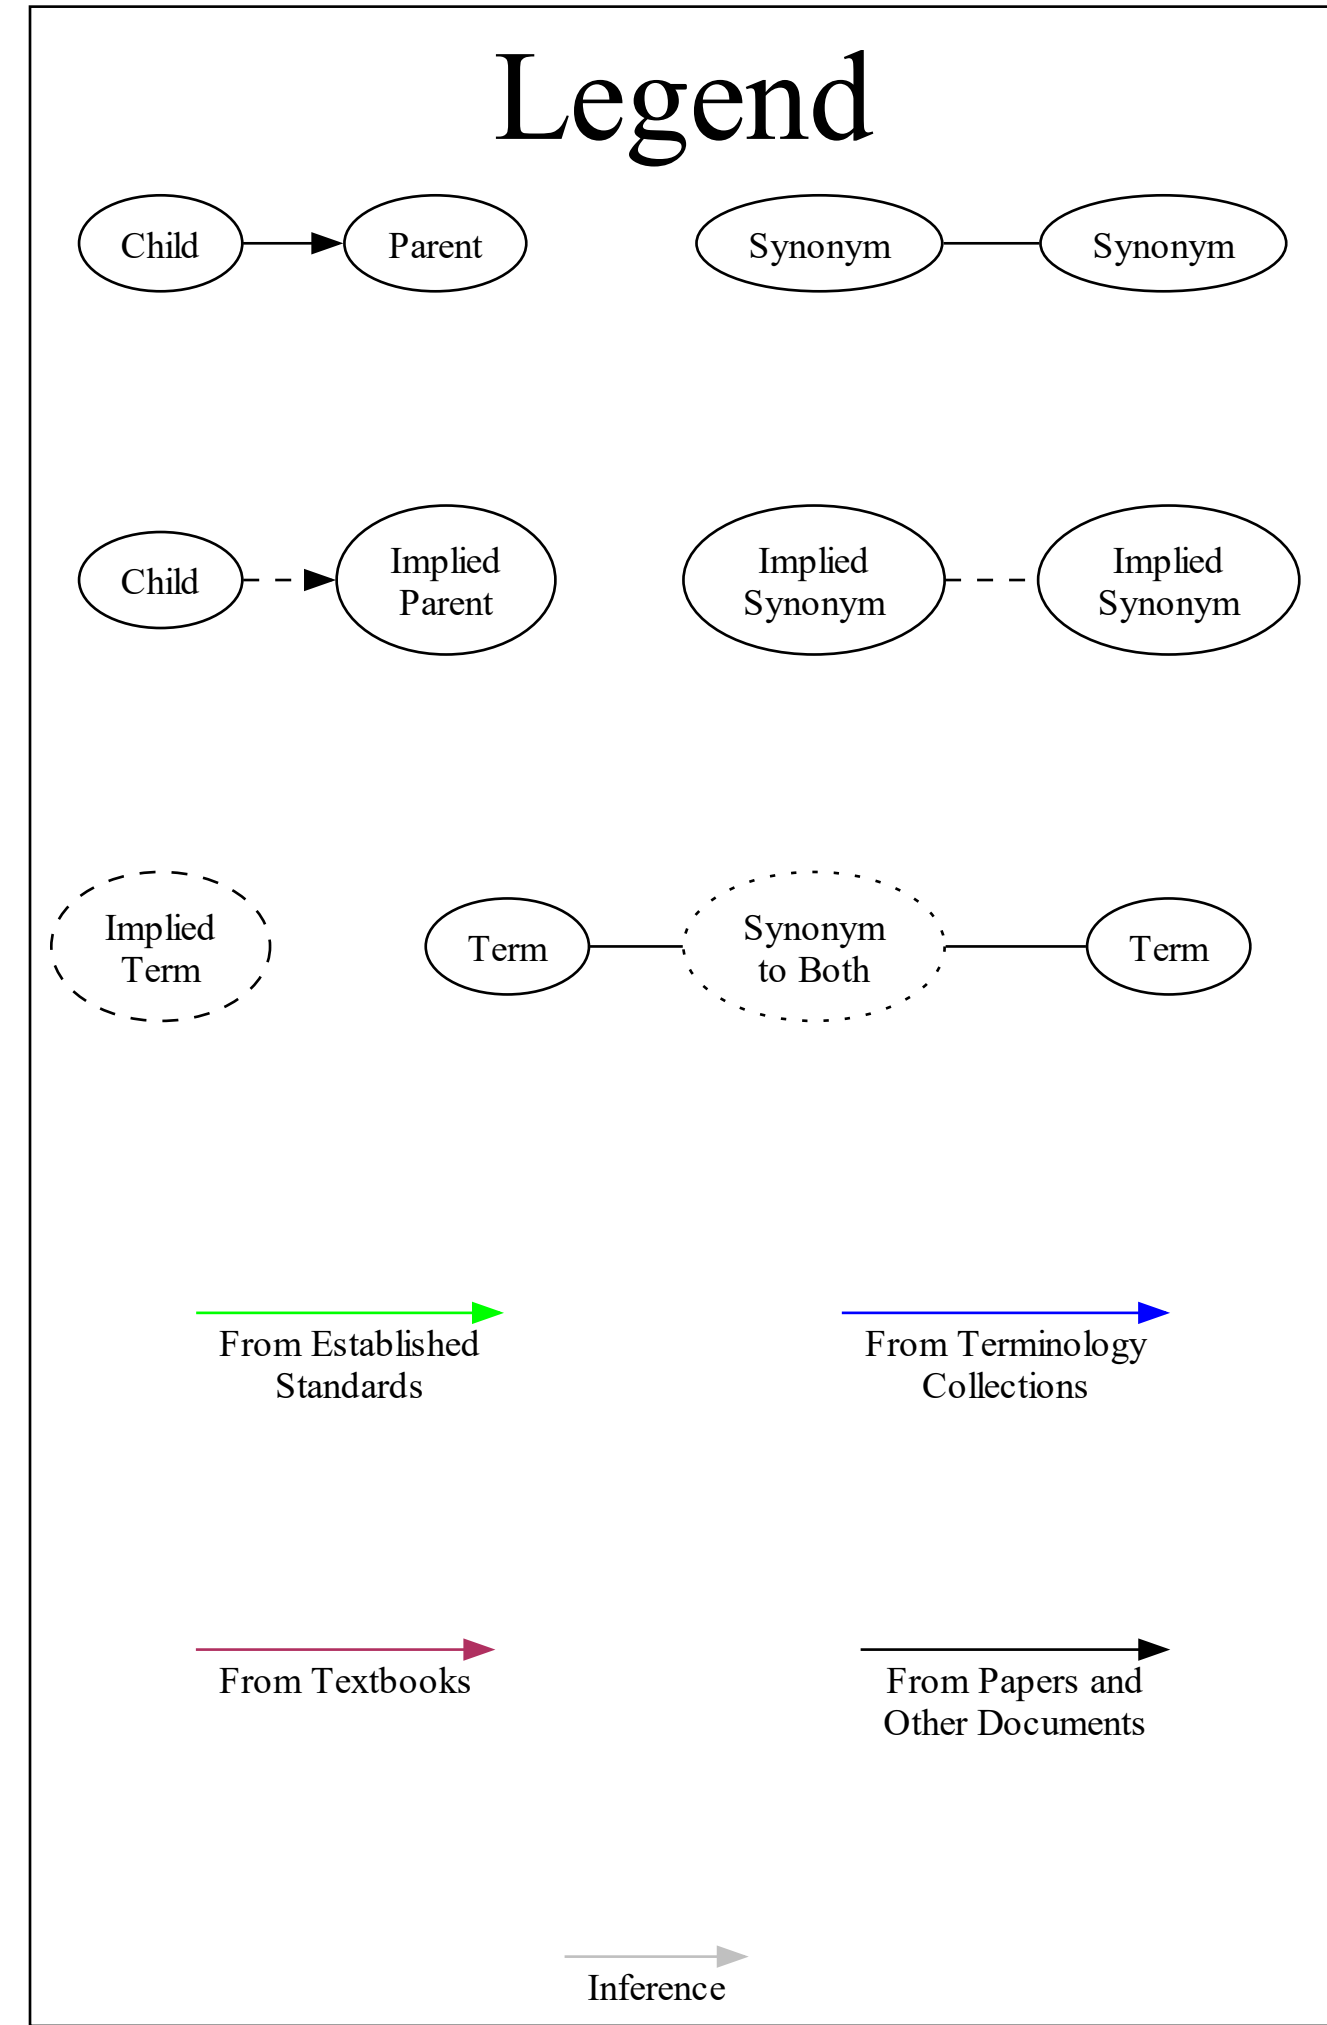 Legend
Child
Parent
Synonym
Synonym
Child
Implied
Parent
Implied
Synonym
Implied
Synonym
Implied
Term
Term
Synonym
to Both
Term
From Established
Standards
From Terminology
Collections
From Textbooks
From Papers and
Other Documents
Inference